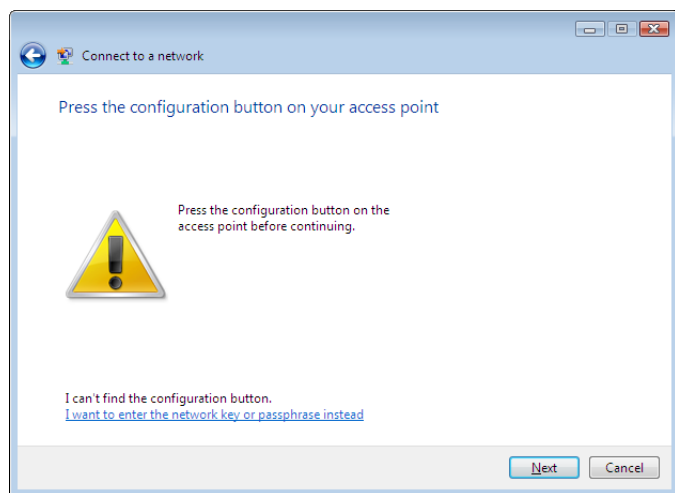 Connect to a network
Press the configuration button on your access point
Press the configuration button on the
access point before continuing.
I can't find the configuration button.
I want to enter the network key or passphrase instead
Next
Cancel